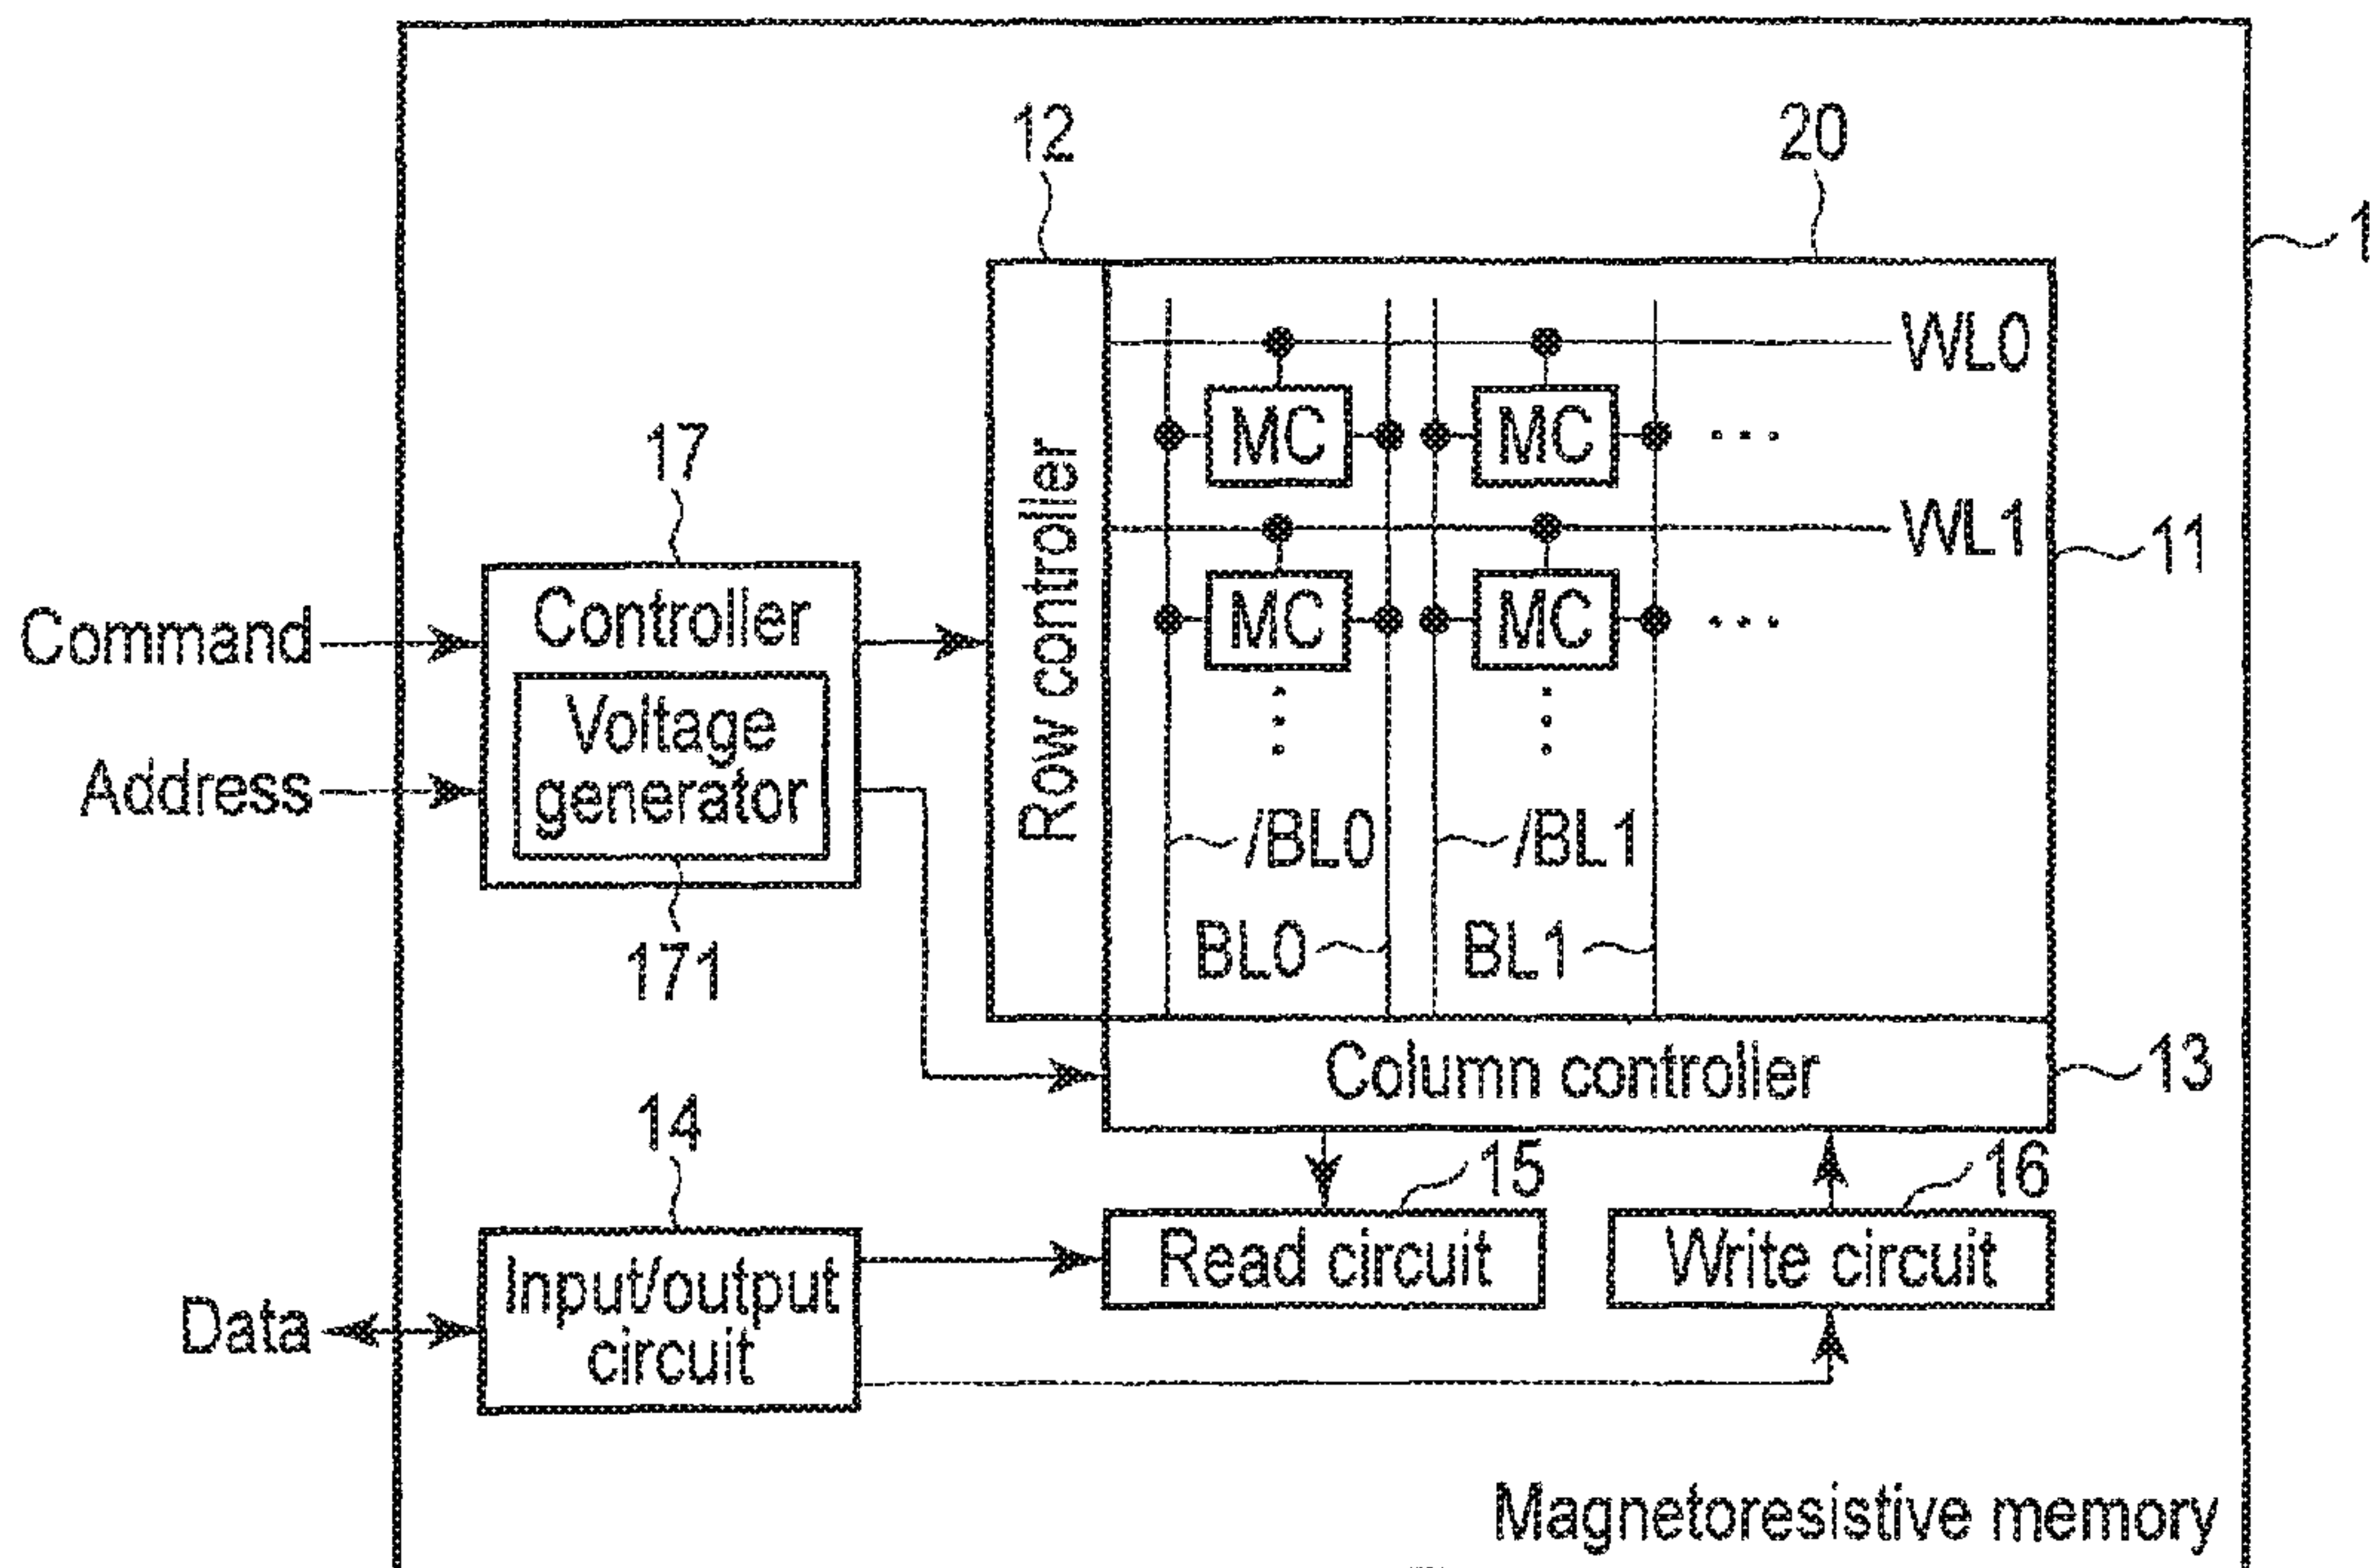 12
20
1
WL0
MC
MC
...
17
WL1
11
Command
Controller
MC
MC
...
Row controller
Voltage
generator
Address
/BL0
/BL1
171
BL0
BL1
Column controller
13
14
15
16
Read circuit
Write circuit
Input/output
circuit
Data
Magnetoresistive memory